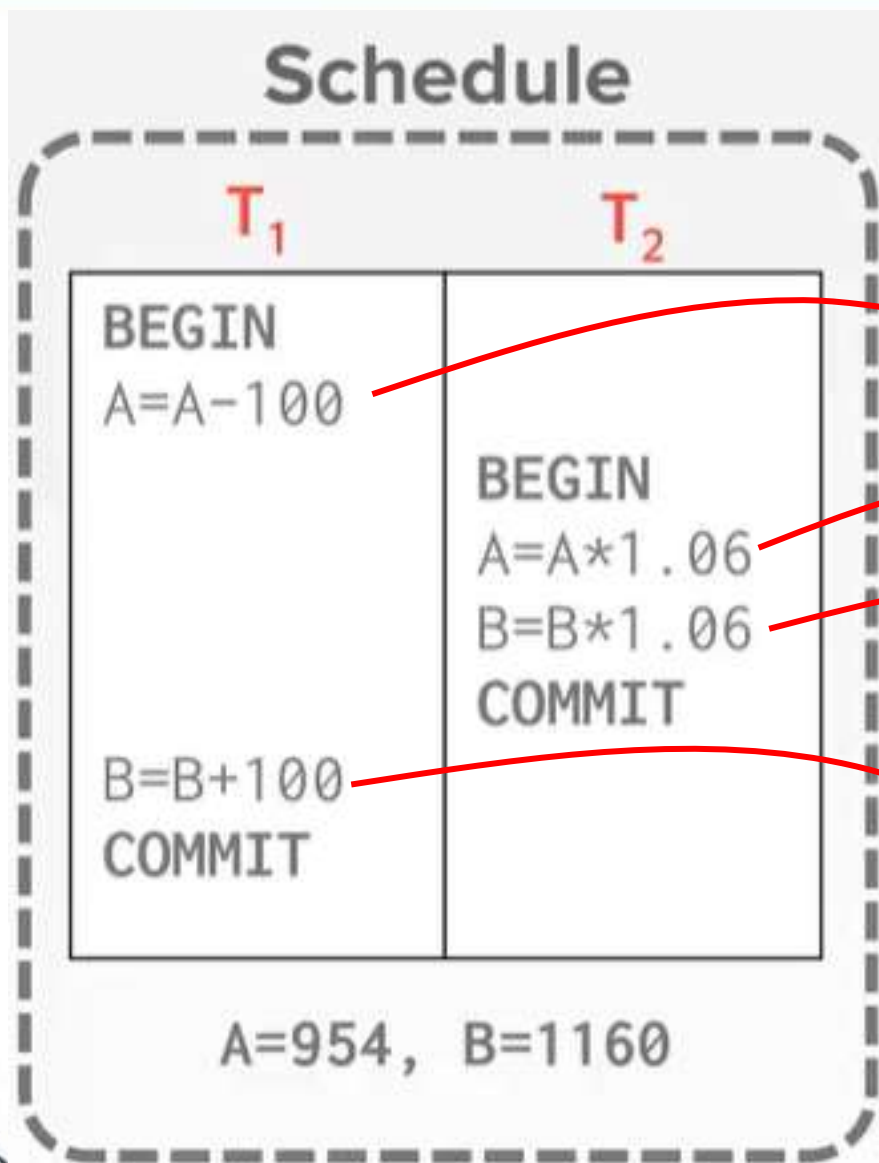 Schedule
T1 T2
BEGIN
A=A-100
BEGIN
A=A*1.06
B=B*1.06
COMMIT
B=B+100
COMMIT
A=954, B=1160